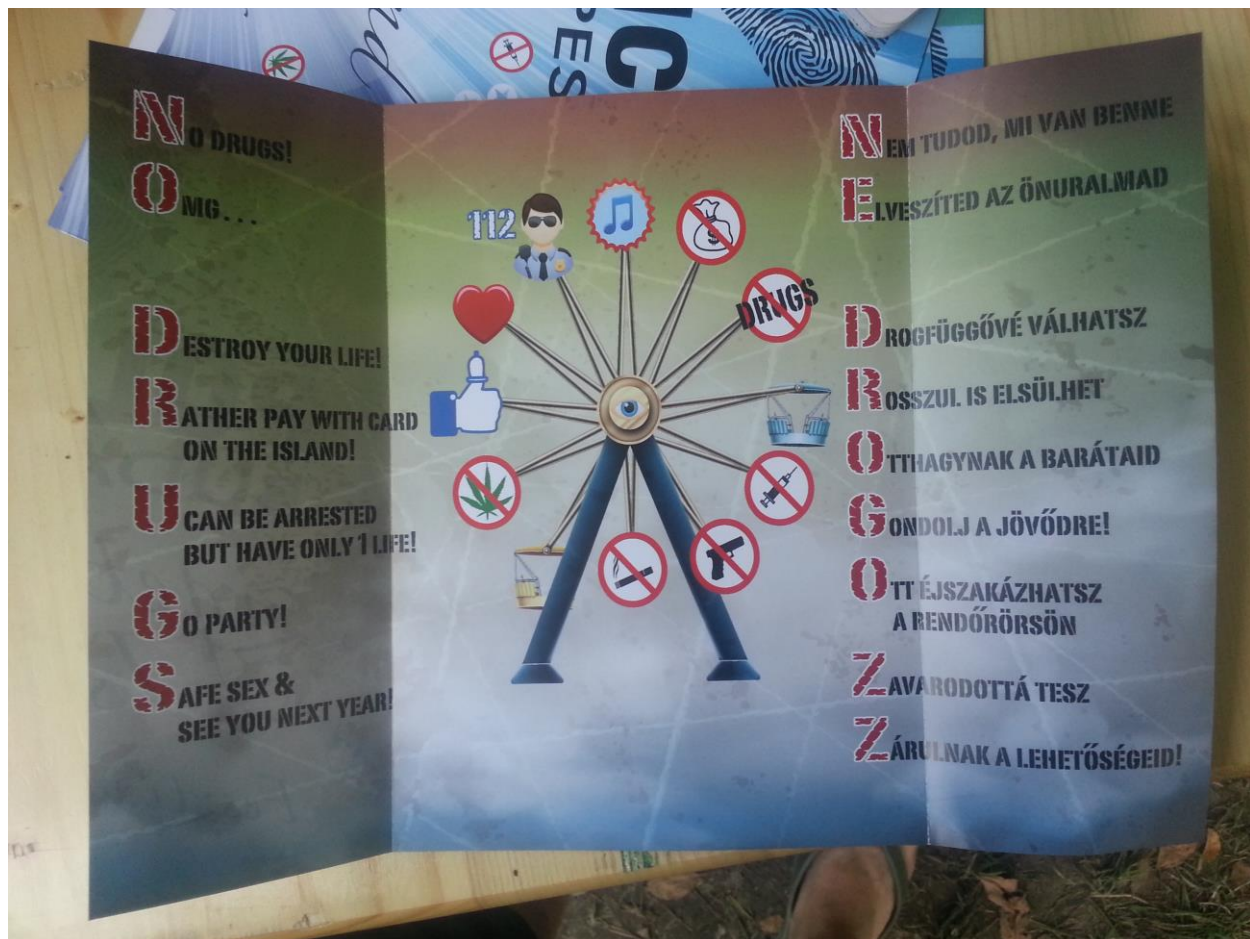 NO DRUGS!
OMG...
DESTROY YOUR LIFE!
RATHER PAY WITH CARD
ON THE ISLAND!
U CAN BE ARRESTED
BUT HAVE ONLY 1 LIFE!
GO PARTY!
SAFE SEX &
SEE YOU NEXT YEAR!
112
$
DRUGS
NEM TUDOD, MI VAN BENNE
ELVESZÍTED AZ ÖNURALMAD
DROGFÜGGŐVÉ VÁLHATSZ
ROSSZUL IS ELSÜLHET
OTTHAGYNAK A BARÁTAID
GONDOLJ A JÖVŐDRE!
OTT ÉJSZAKÁZHATSZ
A RENDŐRÖRSÖN
ZAVARODOTTÁ TESZ
ZÁRULNAK A LEHETŐSÉGEID!